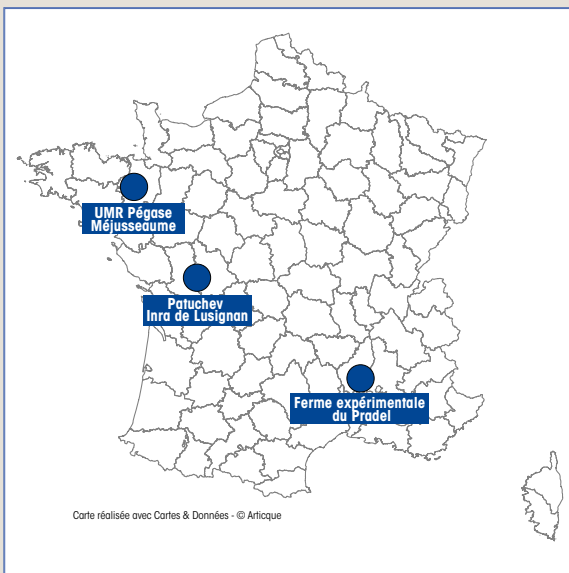 UMR Pégase
Méjusseaume
Patuchev
Inra de Lusignan
Ferme expérimentale
du Pradel
Carte réalisée avec Cartes & Données - © Articque